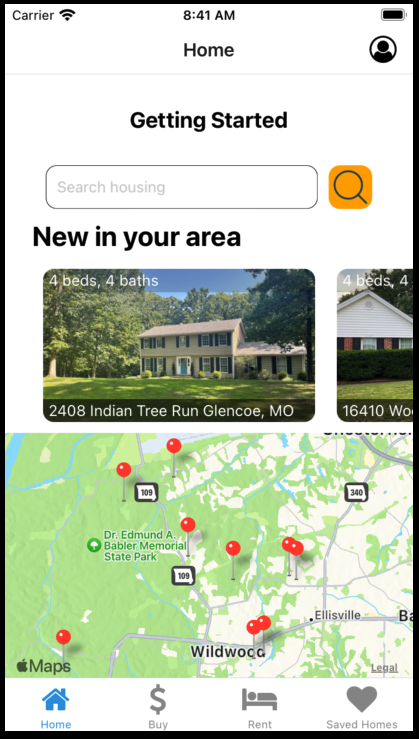 Carrier 8:41 AM
Home
Getting Started
Search housing
New in your area
4 beds, 4 baths
4 beds, 4
2408 Indian Tree Run Glencoe, MO
16410
109
340
Dr. Edmund A.
Babler Memorial
State Park
109
Ellisville
Wildwood
Maps
Legal
Home Buy Rent Saved Homes